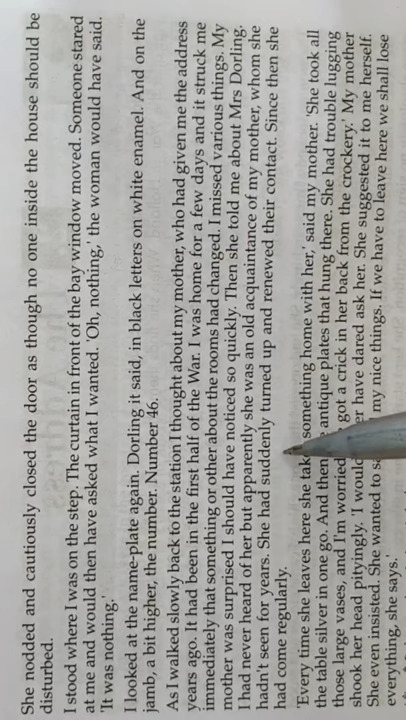 She nodded and cautiously closed the door as though no one inside the house should be
disturbed.
I stood where I was on the step. The curtain in front of the bay window moved. Someone stared
at me and would then have asked what I wanted. 'Oh, nothing,' the woman would have said.
'It was nothing.'
I looked at the name-plate again. Dorling it said, in black letters on white enamel. And on the
jamb, a bit higher, the number. Number 46.
As I walked slowly back to the station I thought about my mother, who had given me the address
years ago. It had been in the first half of the War. I was home for a few days and it struck me
immediately that something or other about the rooms had changed. I missed various things. My
mother was surprised I should have noticed so quickly. Then she told me about Mrs Dorling.
I had never heard of her but apparently she was an old acquaintance of my mother, whom she
hadn't seen for years. She had suddenly turned up and renewed their contact. Since then she
had come regularly.
'Every time she leaves here she takes something home with her,' said my mother. 'She took all
the table silver in one go. And then antique plates that hung there. She had trouble lugging
those large vases, and I'm worried got a crick in her back from the crockery.' My mother
shook her head pityingly. 'I would have dared ask her. She suggested it to me herself.
She even insisted. She wanted to my nice things. If we have to leave here we shall lose
everything, she says.'